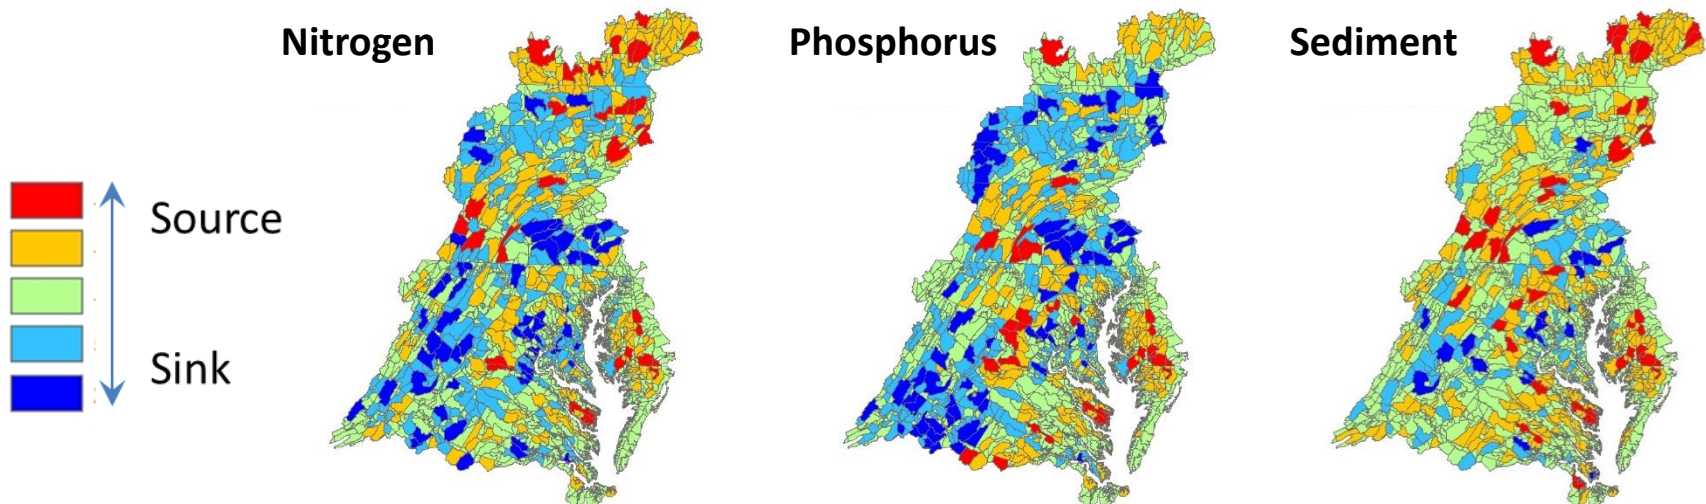 Nitrogen
Phosphorus
Sediment
Source
Sink